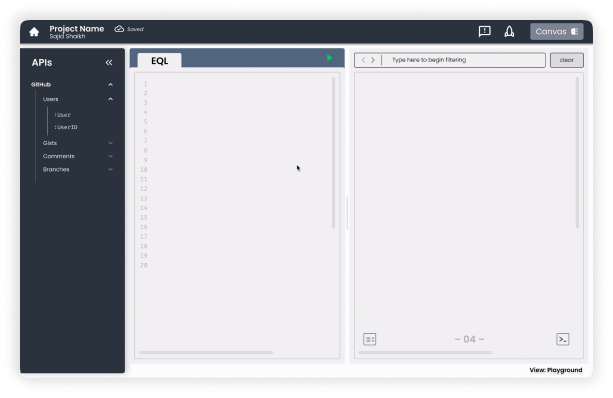 Project Name
Sajid Shaikh
Saved
Canvas
APIs
GitHub
Users
:User
:UserID
Gists
Comments
Branches
EQL
1
2
3
4
5
6
7
8
9
10
11
12
13
14
15
16
17
18
19
20
Type here to begin filtering
clear
– 04 –
View: Playground